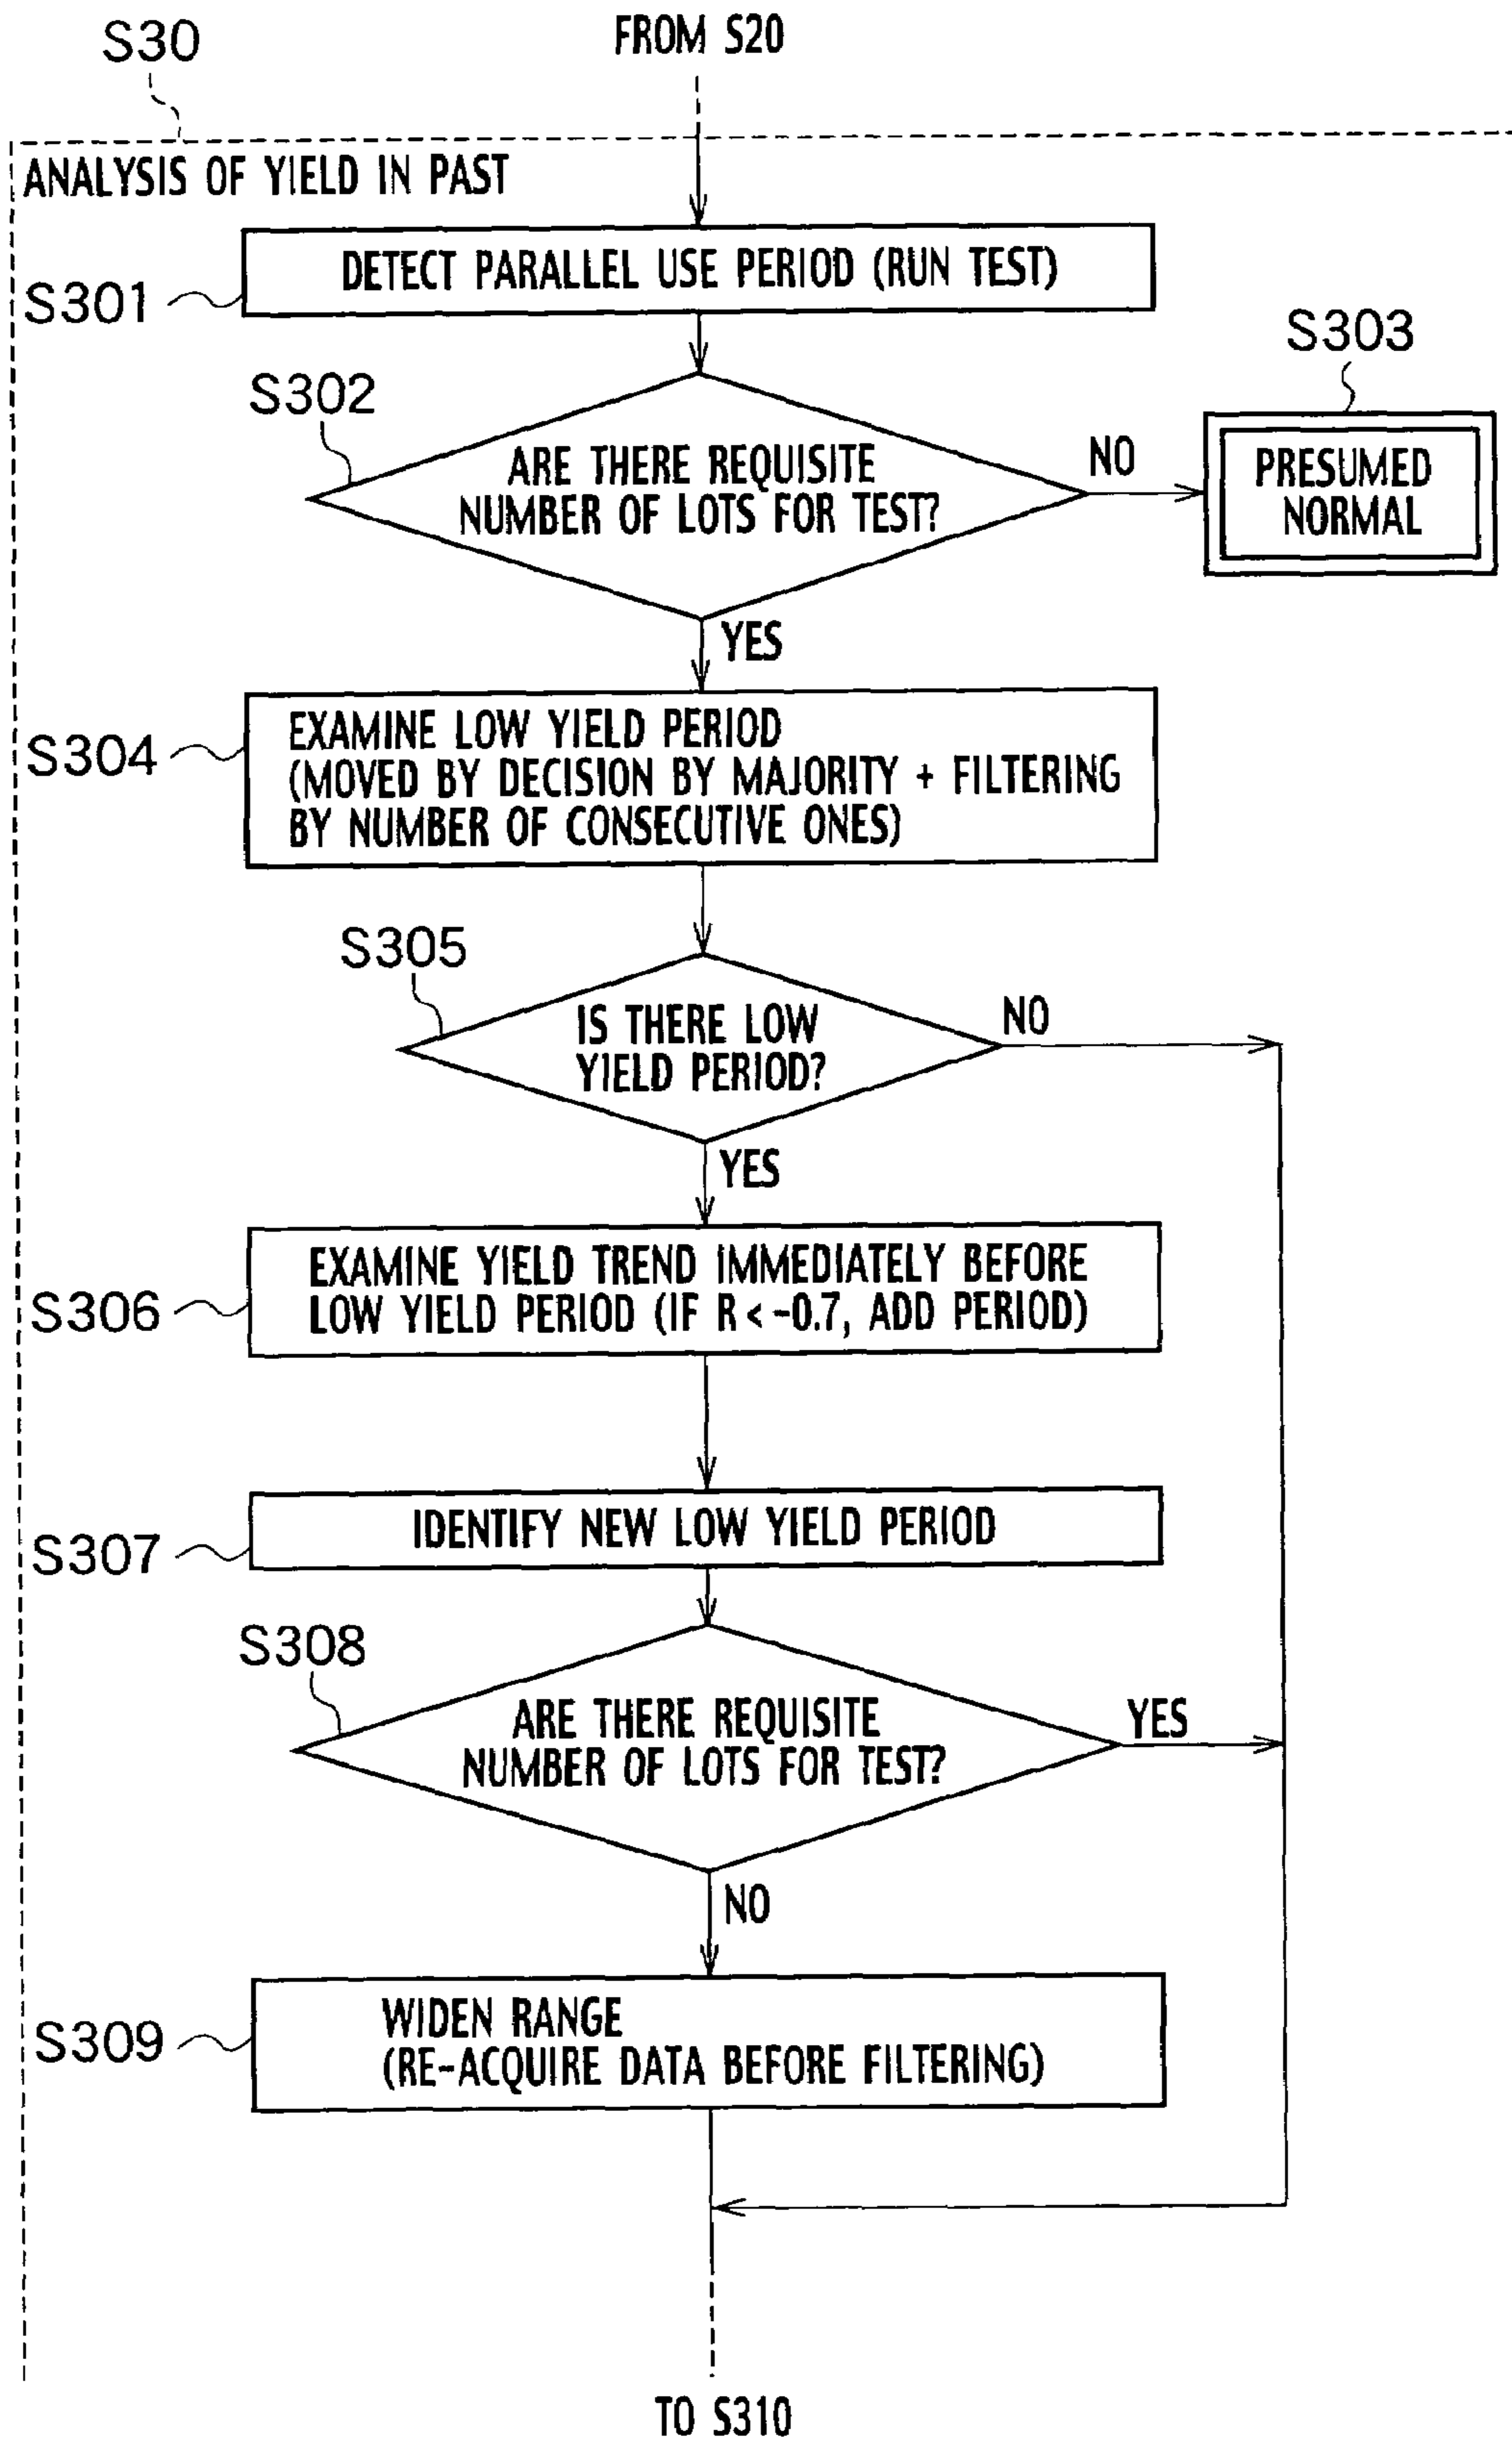 FROM S20
S30
ANALYSIS OF YIELD IN PAST
DETECT PARALLEL USE PERIOD (RUN TEST)
S301
S302
ARE THERE REQUISITE
NUMBER OF LOTS FOR TEST?
NO
S303
PRESUMED
NORMAL
YES
S304
EXAMINE LOW YIELD PERIOD
(MOVED BY DECISION BY MAJORITY + FILTERING
BY NUMBER OF CONSECUTIVE ONES)
S305
IS THERE LOW
YIELD PERIOD?
NO
YES
S306
EXAMINE YIELD TREND IMMEDIATELY BEFORE
LOW YIELD PERIOD (IF R < -0.7, ADD PERIOD)
S307
IDENTIFY NEW LOW YIELD PERIOD
S308
ARE THERE REQUISITE
NUMBER OF LOTS FOR TEST?
YES
NO
S309
WIDEN RANGE
(RE-ACQUIRE DATA BEFORE FILTERING)
TO S310